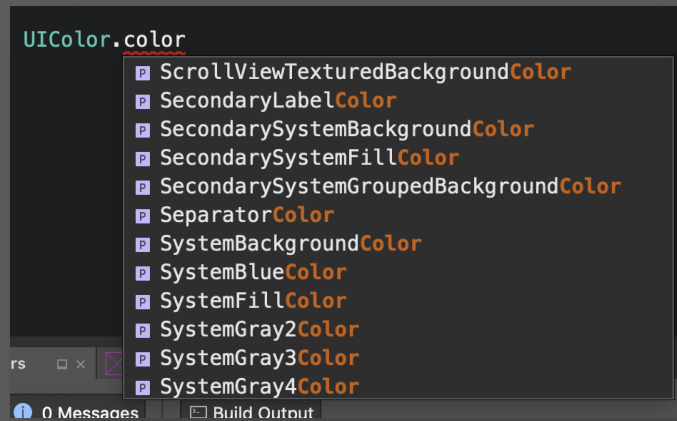 UIColor.color
P ScrollViewTexturedBackgroundColor
P SecondaryLabelColor
P SecondarySystemBackgroundColor
P SecondarySystemFillColor
P SecondarySystemGroupedBackgroundColor
P SeparatorColor
P SystemBackgroundColor
P SystemBlueColor
P SystemFillColor
P SystemGray2Color
P SystemGray3Color
P SystemGray4Color
rs
i 0 Messages Build Output